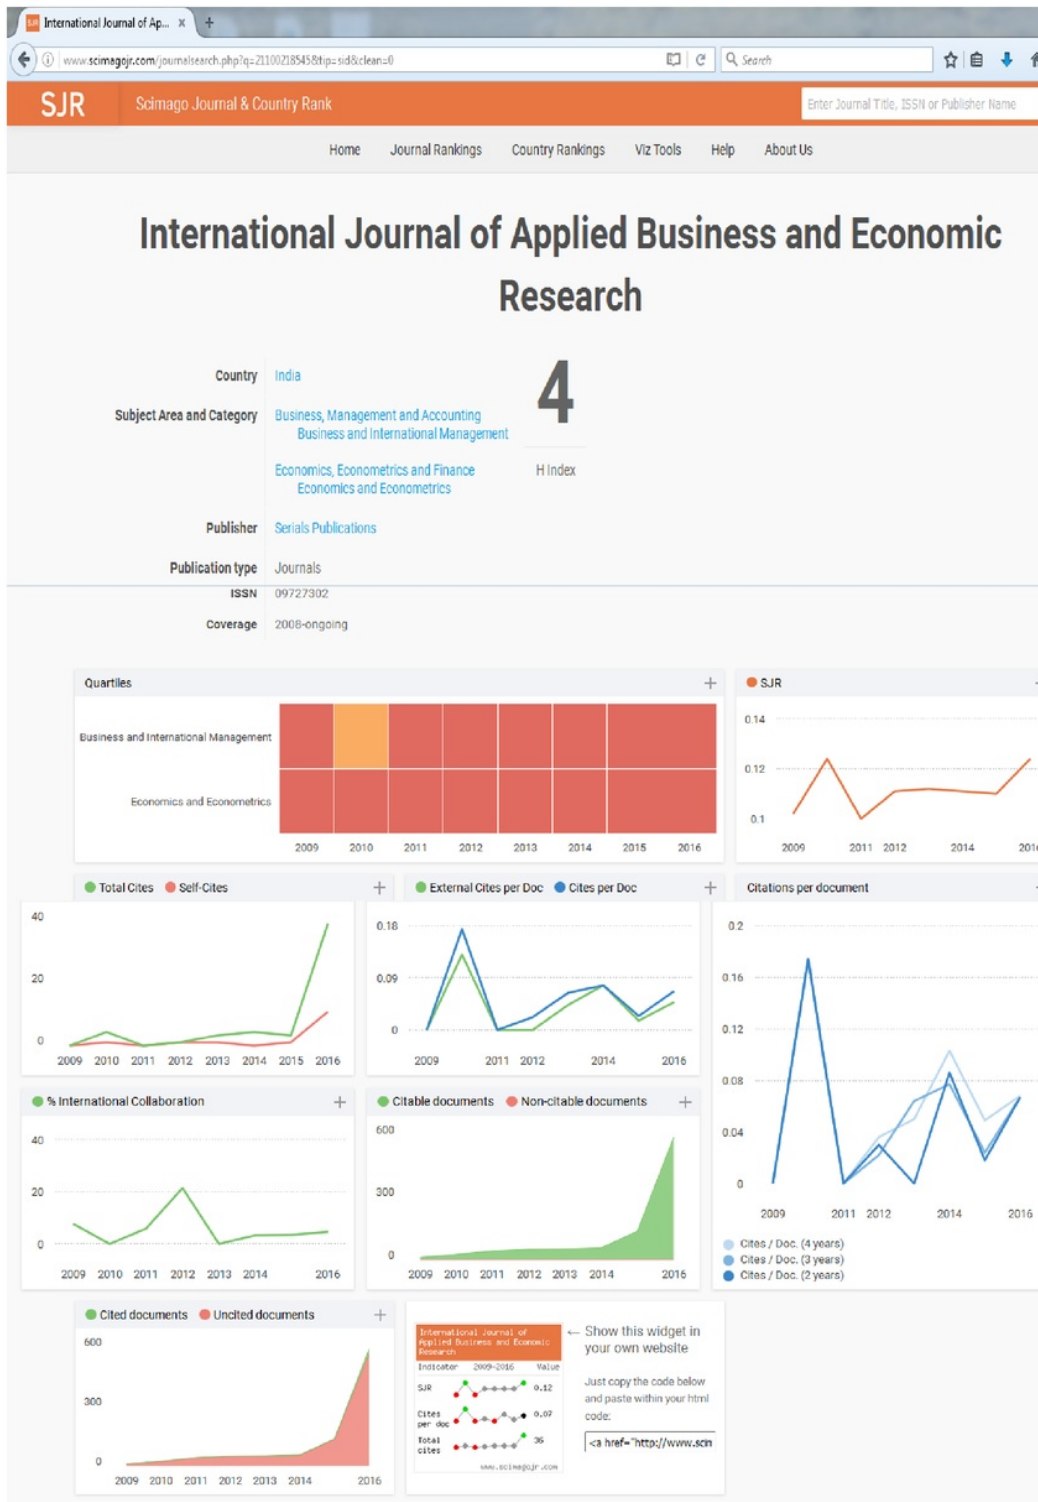 International Journal of Ap... × +
www.scimagojr.com/journalsearch.php?q=21100218545&tip=sid&clean=0
Search
SJR
Scimago Journal & Country Rank
Enter Journal Title, ISSN or Publisher Name
Home Journal Rankings Country Rankings Viz Tools Help About Us
International Journal of Applied Business and Economic
Research
Country India
4
Subject Area and Category Business, Management and Accounting
Business and International Management
Economics, Econometrics and Finance
H Index
Economics and Econometrics
Publisher Serials Publications
Publication type Journals
ISSN 09727302
Coverage 2008-ongoing
Quartiles +
Business and International Management
Economics and Econometrics
2009 2010 2011 2012 2013 2014 2015 2016
SJR
0.14
0.12
0.1
2009 2011 2012 2014 2016
Total Cites Self-Cites +
40
20
0
2009 2010 2011 2012 2013 2014 2015 2016
External Cites per Doc Cites per Doc +
0.18
0.09
0
2009 2011 2012 2014 2016
Citations per document
0.2
0.16
0.12
0.08
0.04
0
2009 2011 2012 2014 2016
Cites / Doc. (4 years)
Cites / Doc. (3 years)
Cites / Doc. (2 years)
% International Collaboration +
40
20
0
2009 2010 2011 2012 2013 2014 2016
Citable documents Non-citable documents +
600
300
0
2009 2010 2011 2012 2013 2014 2016
Cited documents Uncited documents +
600
300
0
2009 2010 2011 2012 2013 2014 2016
International Journal of
Applied Business and Economic
Research
Indicator 2009-2016 Value
SJR 0.12
Cites
per doc 0.07
Total
cites 36
www.scimagojr.com
← Show this widget in
your own website
Just copy the code below
and paste within your html
code:
<a href="http://www.scin